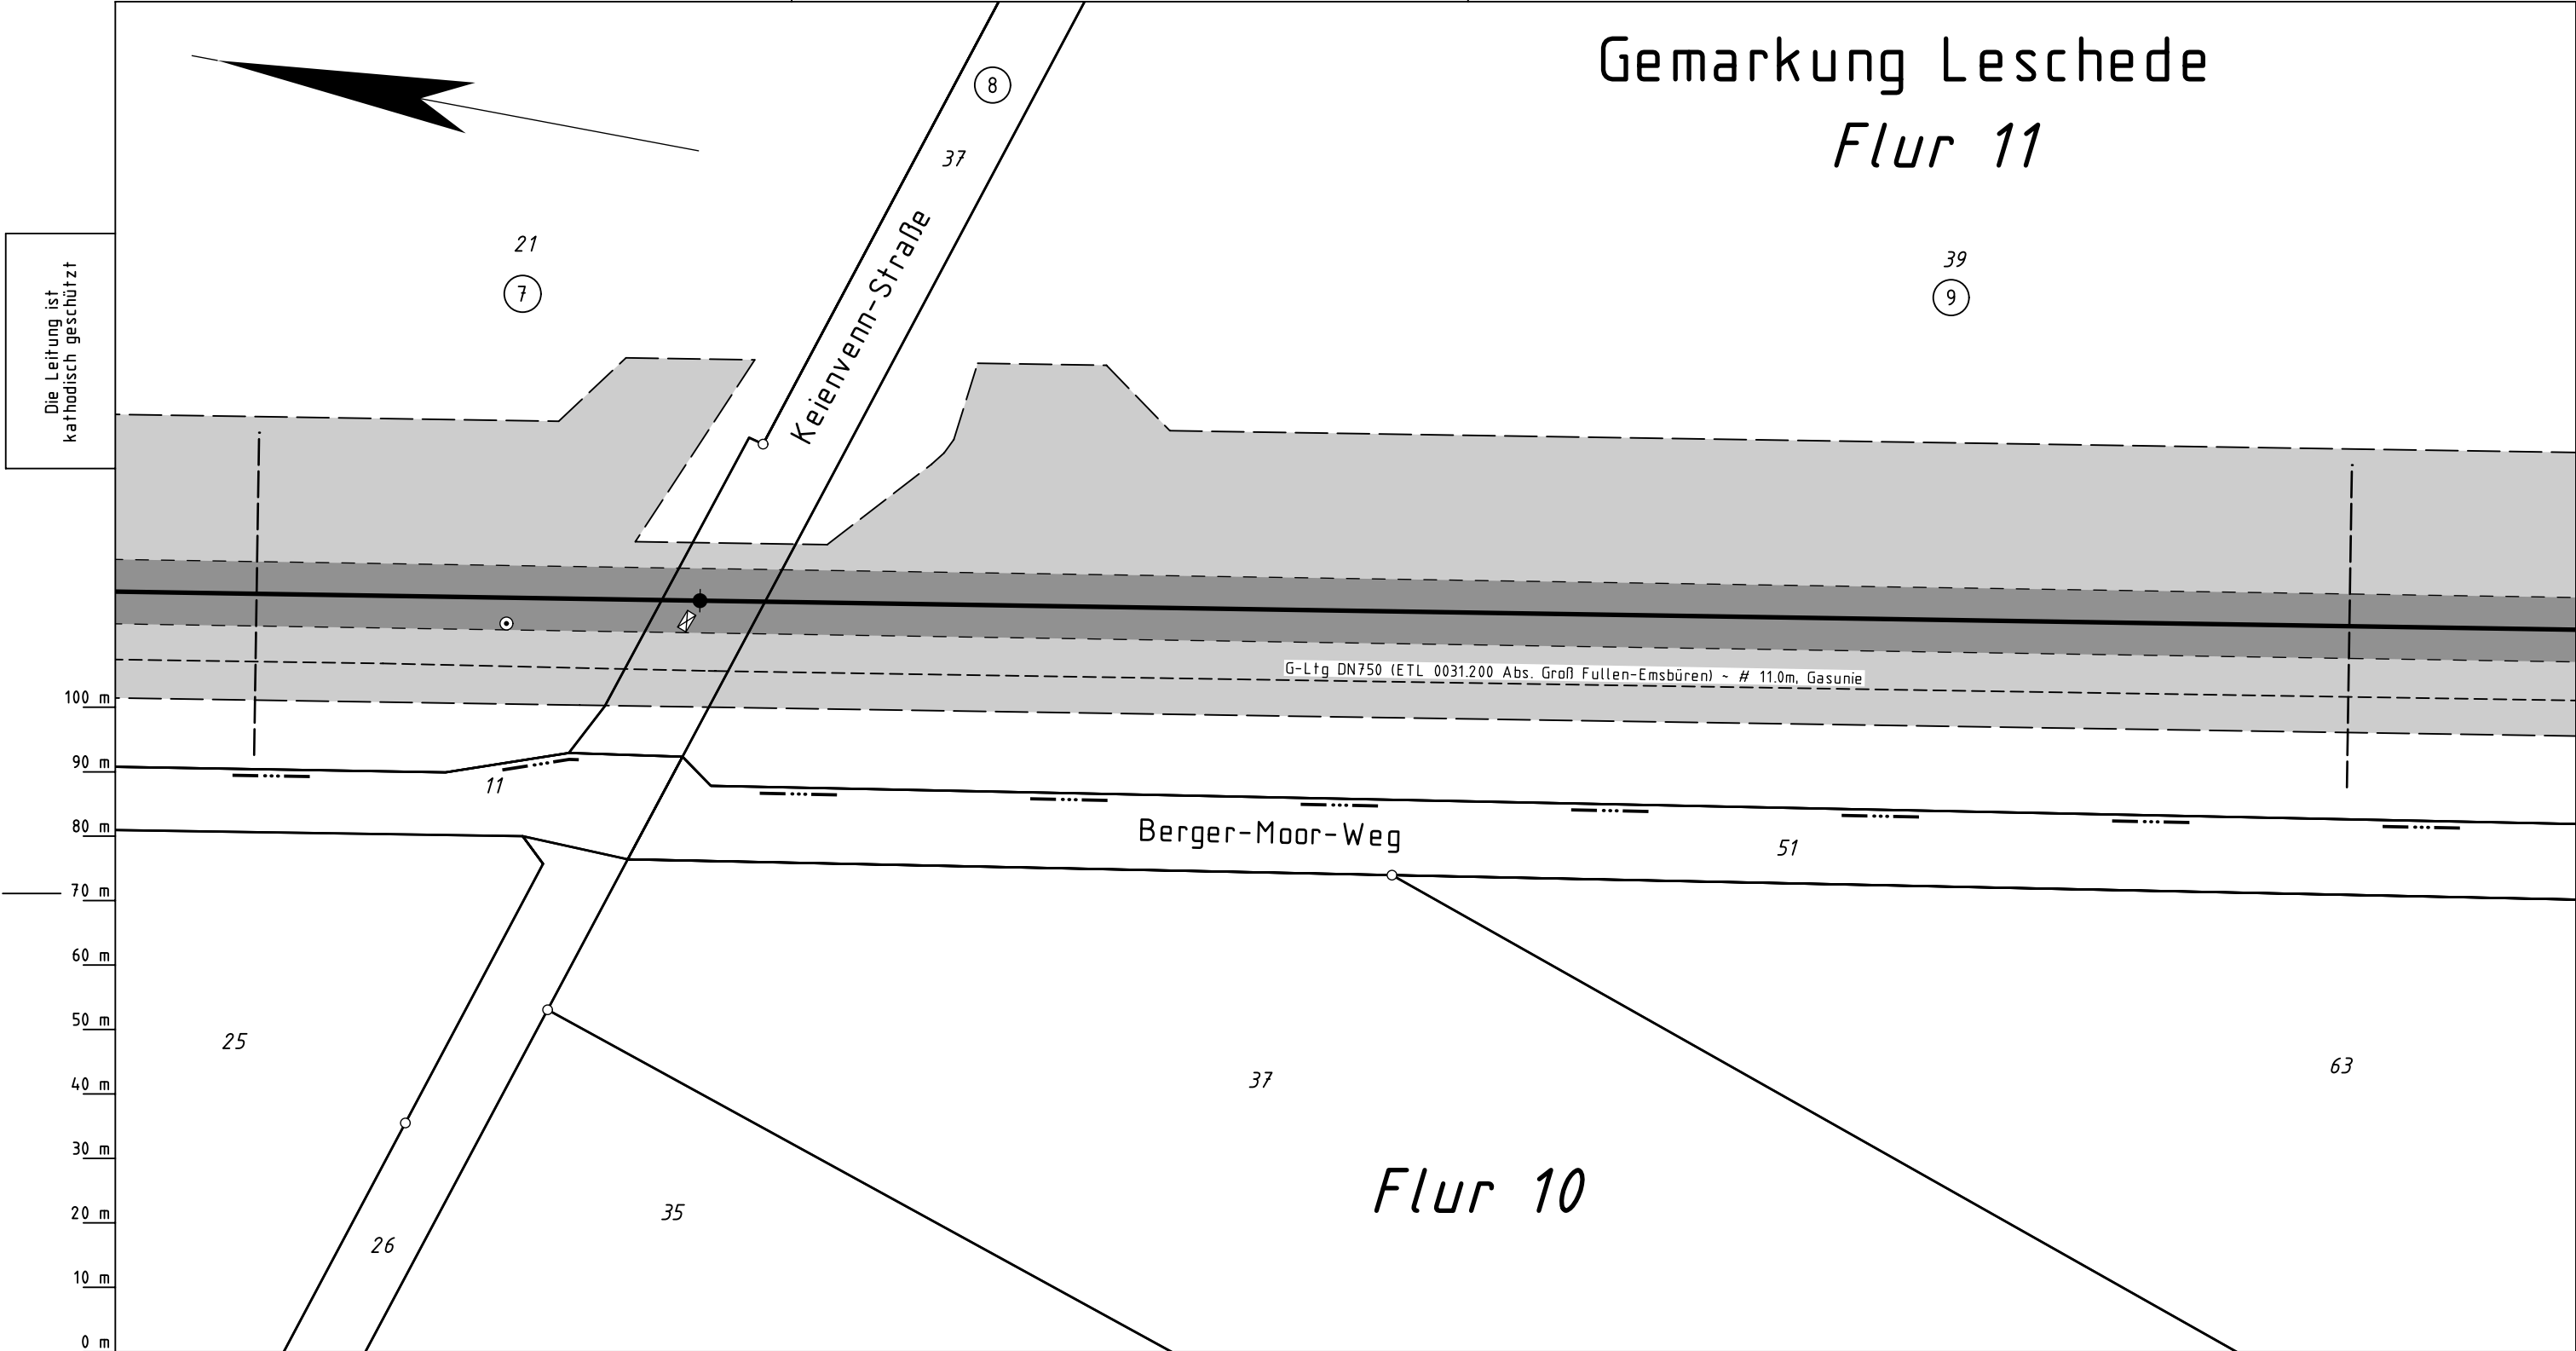 Gemarkung Leschede
Flur 11
8
37
Keienvenn-Straße
21
7
39
9
Die Leitung ist
kathodisch geschützt
G-Ltg DN750 (ETL 0031.200 Abs. Groß Fullen-Emsbüren) ~ # 11.0m, Gasunie
100 m
90 m
80 m
70 m
60 m
50 m
40 m
30 m
20 m
10 m
0 m
11
Berger-Moor-Weg
51
25
37
63
Flur 10
35
26